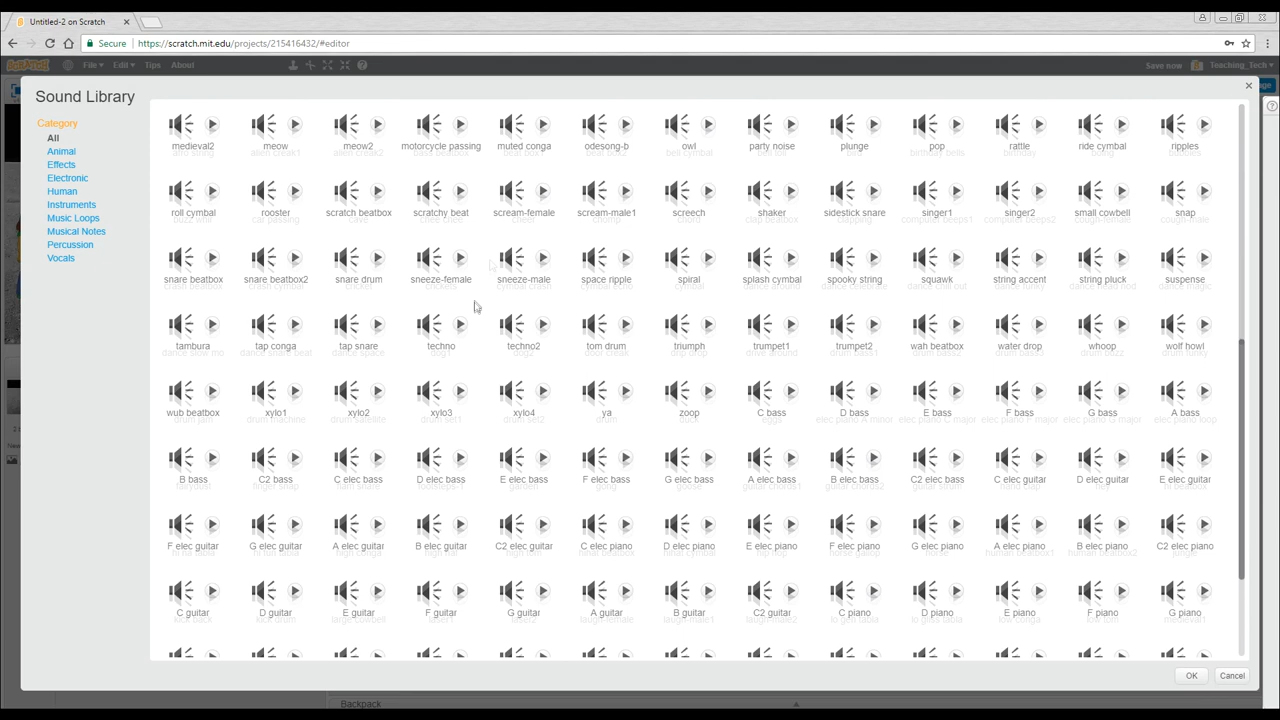 Untitled-2 on Scratch
Secure https://scratch.mit.edu/projects/215416432/#editor
SCRATCH File Edit Tips About Save now Teaching_Tech
Sound Library
Category
All
Animal
Effects
Electronic
Human
Instruments
Music Loops
Musical Notes
Percussion
Vocals
medieval2 meow meow2 motorcycle passing muted conga odesong-b owl party noise plunge pop rattle ride cymbal ripples
roll cymbal rooster scratch beatbox scratchy beat scream-female scream-male1 screech shaker sidestick snare singer1 singer2 small cowbell snap
snare beatbox snare beatbox2 snare drum sneeze-female sneeze-male space ripple spiral splash cymbal spooky string squawk string accent string pluck suspense
tambura tap conga tap snare techno techno2 tom drum triumph trumpet1 trumpet2 wah beatbox water drop whoop wolf howl
wub beatbox xylo1 xylo2 xylo3 xylo4 ya zoop C bass D bass E bass F bass G bass A bass
B bass C2 bass C elec bass D elec bass E elec bass F elec bass G elec bass A elec bass B elec bass C2 elec bass C elec guitar D elec guitar E elec guitar
F elec guitar G elec guitar A elec guitar B elec guitar C2 elec guitar C elec piano D elec piano E elec piano F elec piano G elec piano A elec piano B elec piano C2 elec piano
C guitar D guitar E guitar F guitar G guitar A guitar B guitar C2 guitar C piano D piano E piano F piano G piano
OK Cancel
Backpack